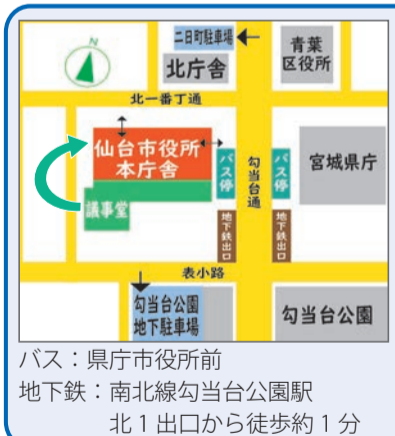 N
二日町駐車場
北庁舎
青葉
区役所
北一番丁通
仙台市役所
本庁舎
議事堂
バス停
勾当台通
バス停
宮城県庁
地下鉄出口
地下鉄出口
表小路
勾当台公園
地下駐車場
勾当台公園
バス：県庁市役所前
地下鉄：南北線勾当台公園駅
北1出口から徒歩約1分